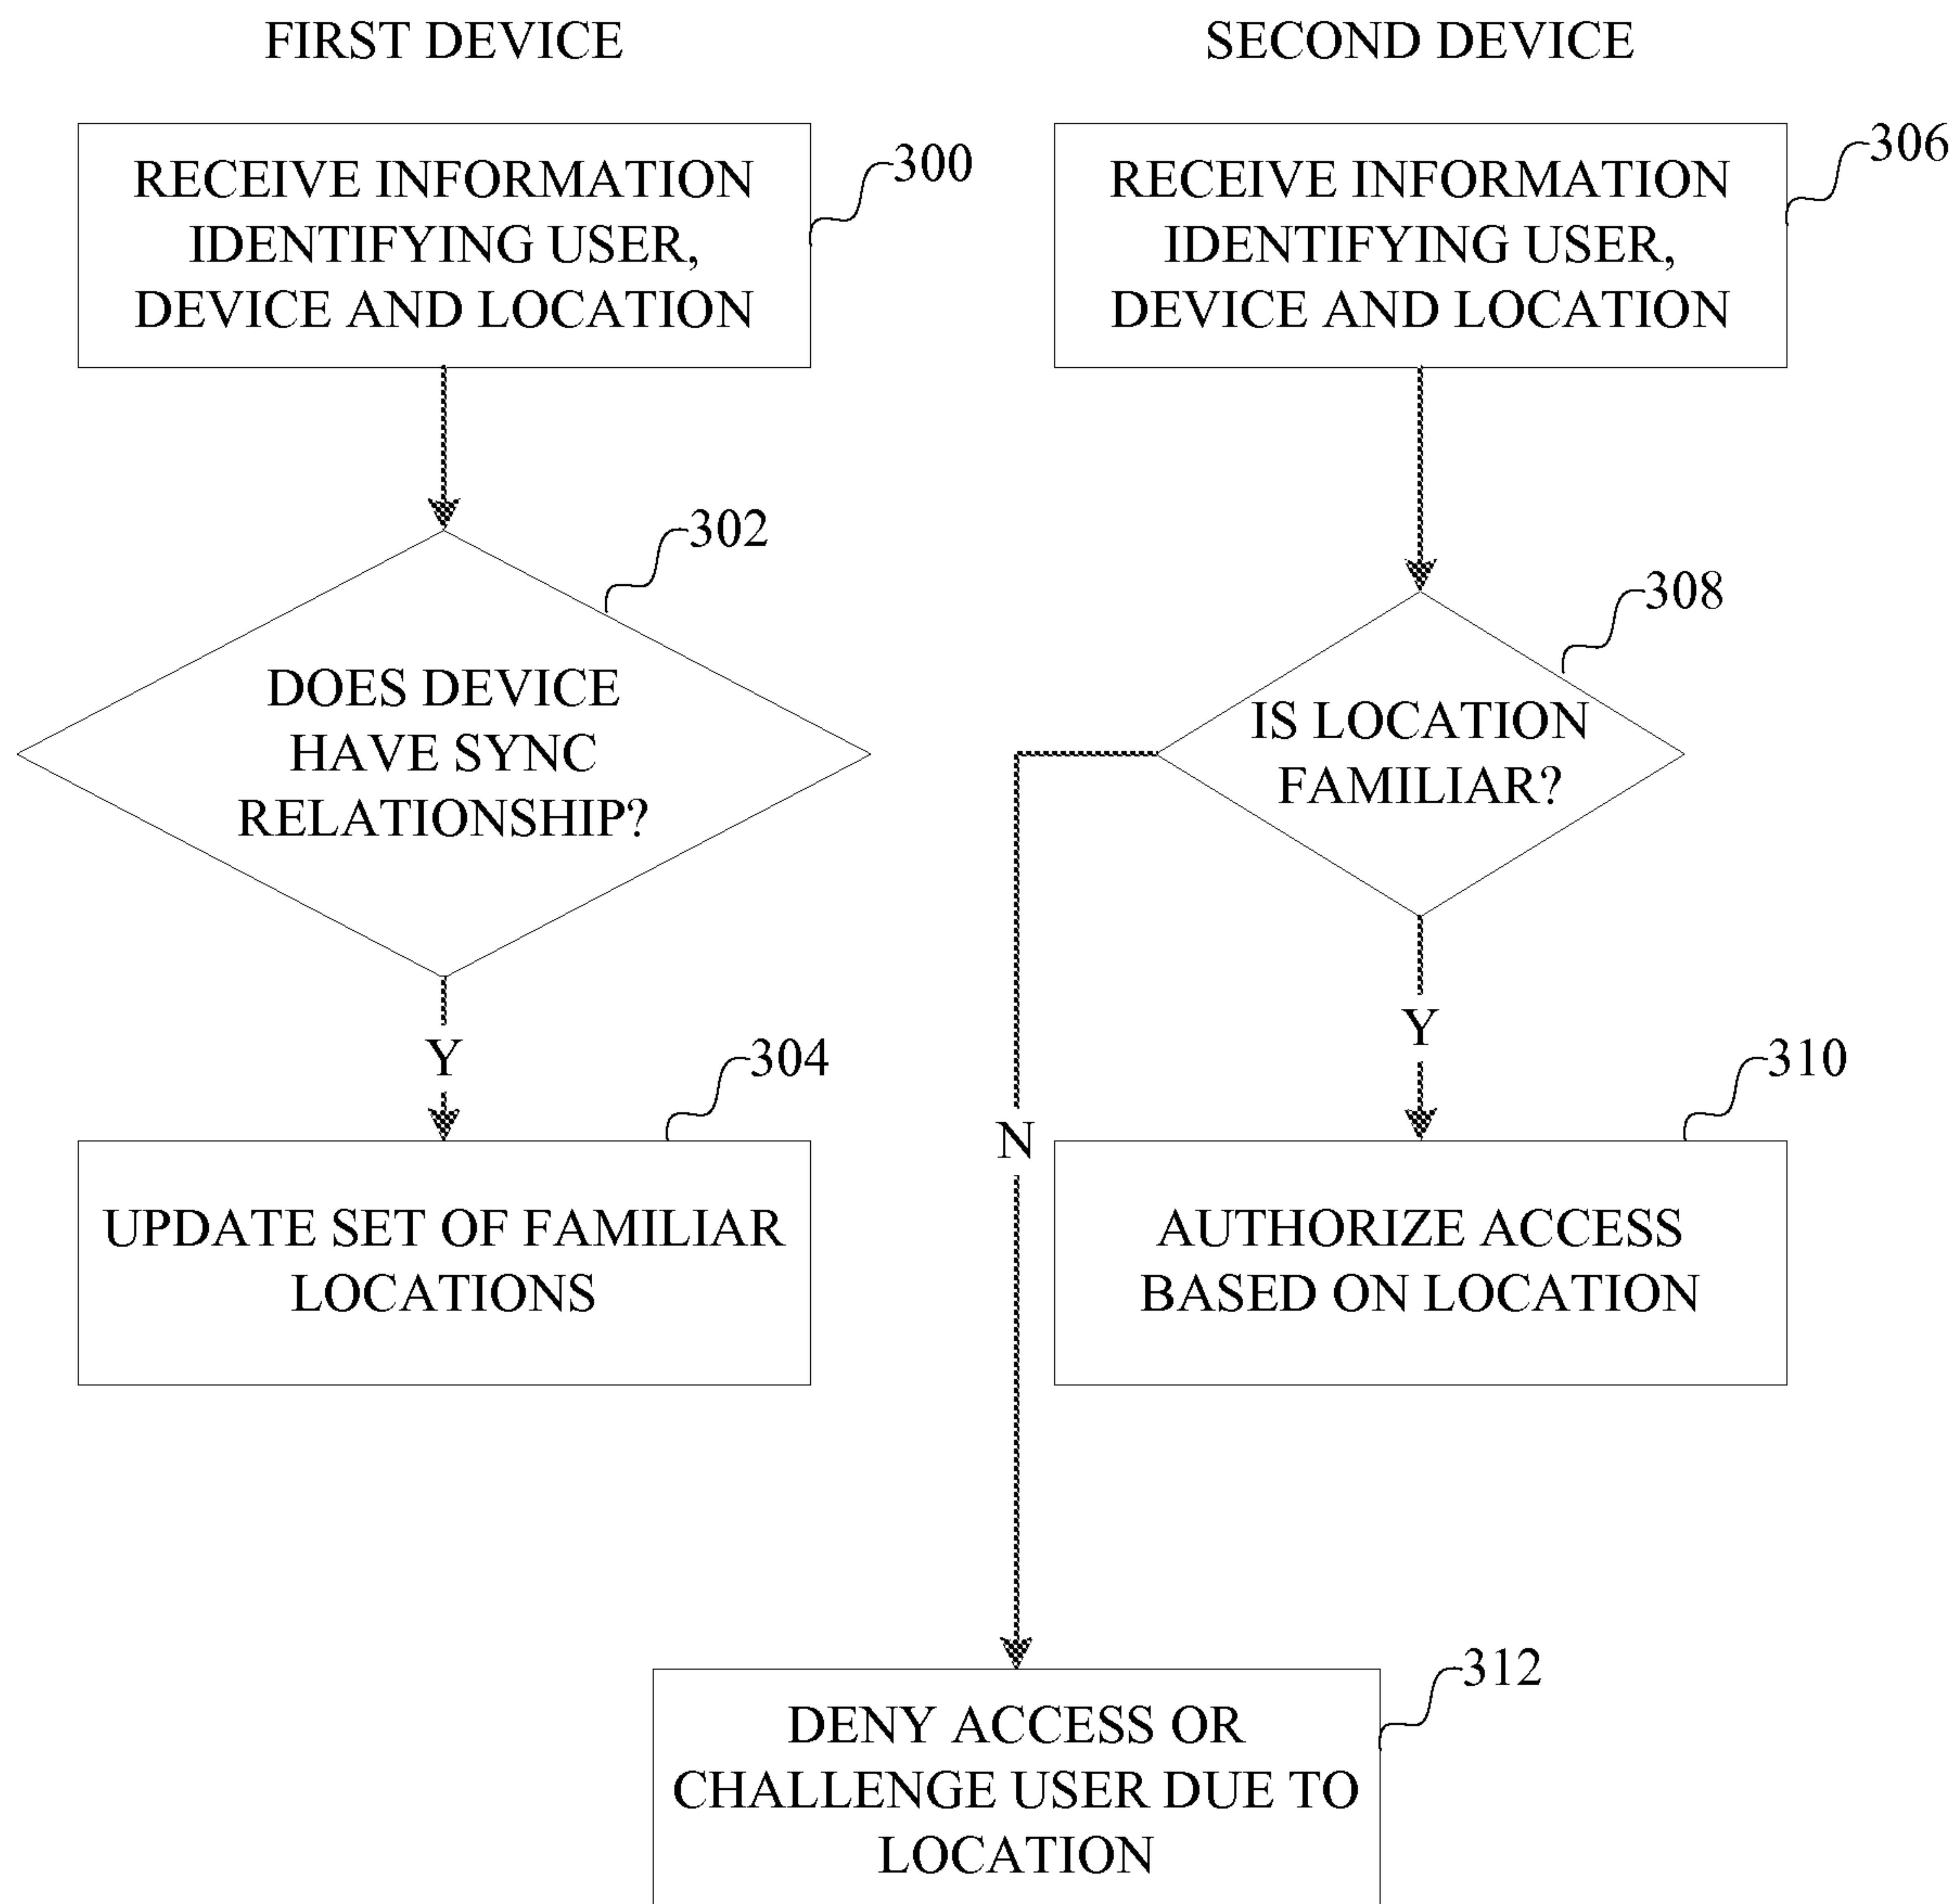 FIRST DEVICE
RECEIVE INFORMATION
IDENTIFYING USER,
DEVICE AND LOCATION
300
DOES DEVICE
HAVE SYNC
RELATIONSHIP?
302
Y
UPDATE SET OF FAMILIAR
LOCATIONS
304
SECOND DEVICE
RECEIVE INFORMATION
IDENTIFYING USER,
DEVICE AND LOCATION
306
IS LOCATION
FAMILIAR?
308
Y
AUTHORIZE ACCESS
BASED ON LOCATION
310
N
DENY ACCESS OR
CHALLENGE USER DUE TO
LOCATION
312